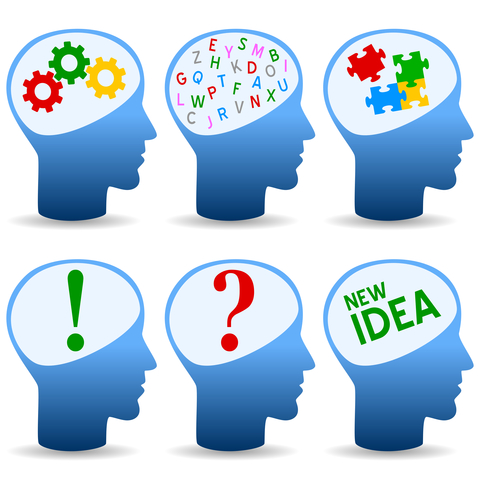 E Y S M B
Z H K D O I
G Q T F A
L W P E V N X U
C J R
!
?
NEW
IDEA